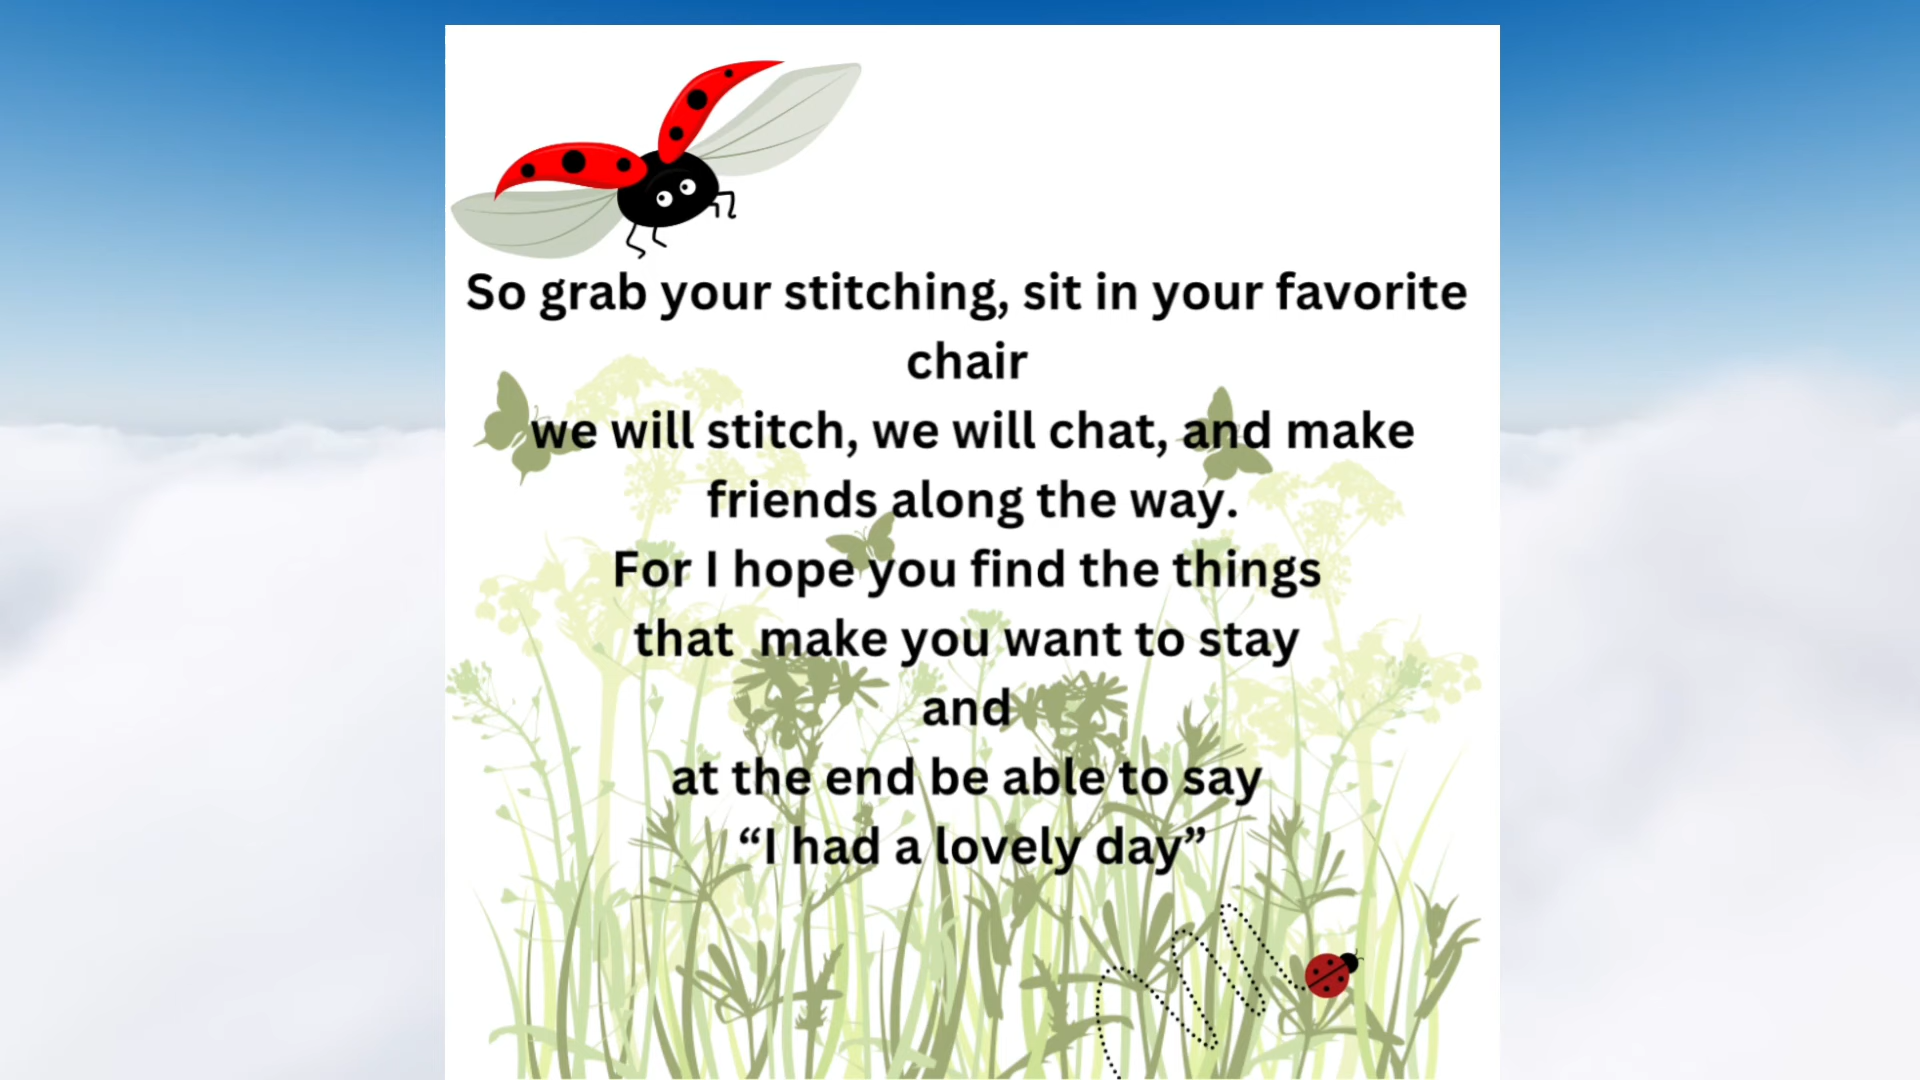 So grab your stitching, sit in your favorite
chair
we will stitch, we will chat, and make
friends along the way.
For I hope you find the things
that make you want to stay
and
at the end be able to say
“I had a lovely day”